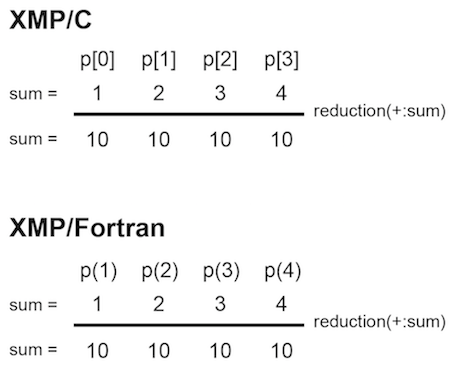 XMP/C
p[0] p[1] p[2] p[3]
sum = 1 2 3 4
reduction(+:sum)
sum = 10 10 10 10
XMP/Fortran
p(1) p(2) p(3) p(4)
sum = 1 2 3 4
reduction(+:sum)
sum = 10 10 10 10